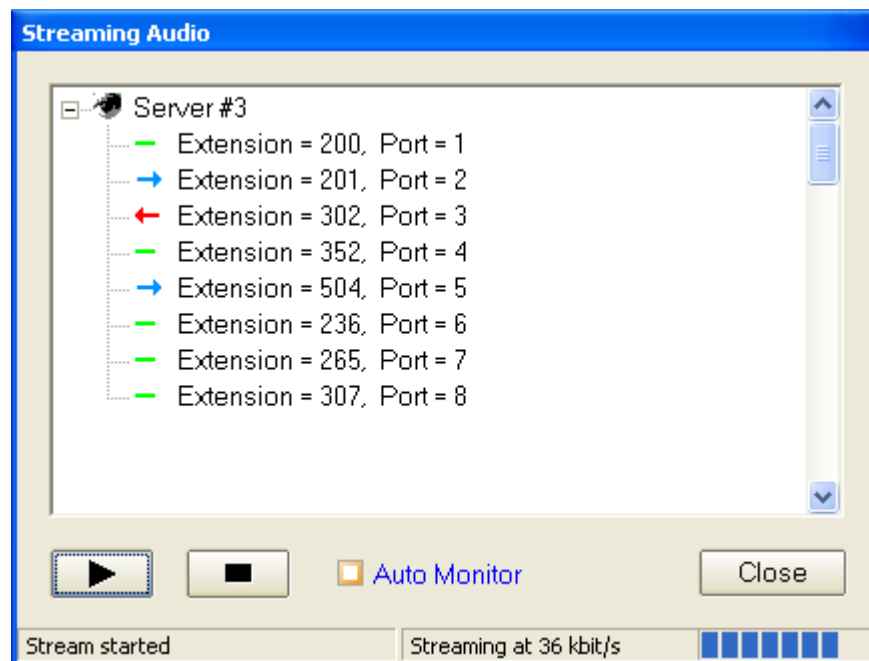 Streaming Audio
Server #3
Extension = 200, Port = 1
Extension = 201, Port = 2
Extension = 302, Port = 3
Extension = 352, Port = 4
Extension = 504, Port = 5
Extension = 236, Port = 6
Extension = 265, Port = 7
Extension = 307, Port = 8
Auto Monitor
Close
Stream started
Streaming at 36 kbit/s